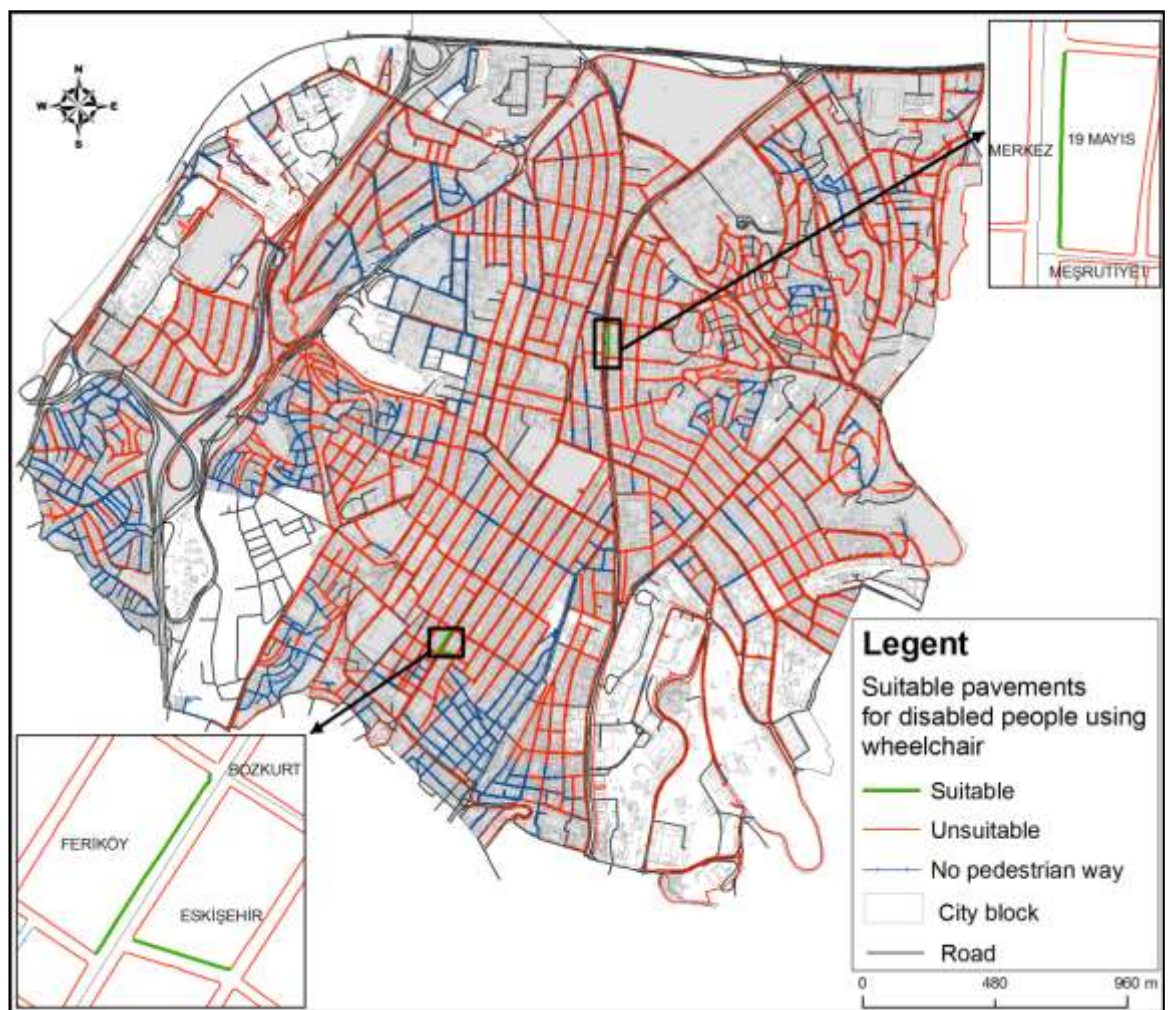 N
W E
S
MERKEZ
19 MAYIS
MEŞRUTİYET
BOZKURT
FERİKÖY
ESKİŞEHİR
Legent
Suitable pavements
for disabled people using
wheelchair
Suitable
Unsuitable
No pedestrian way
City block
Road
0 480 960 m